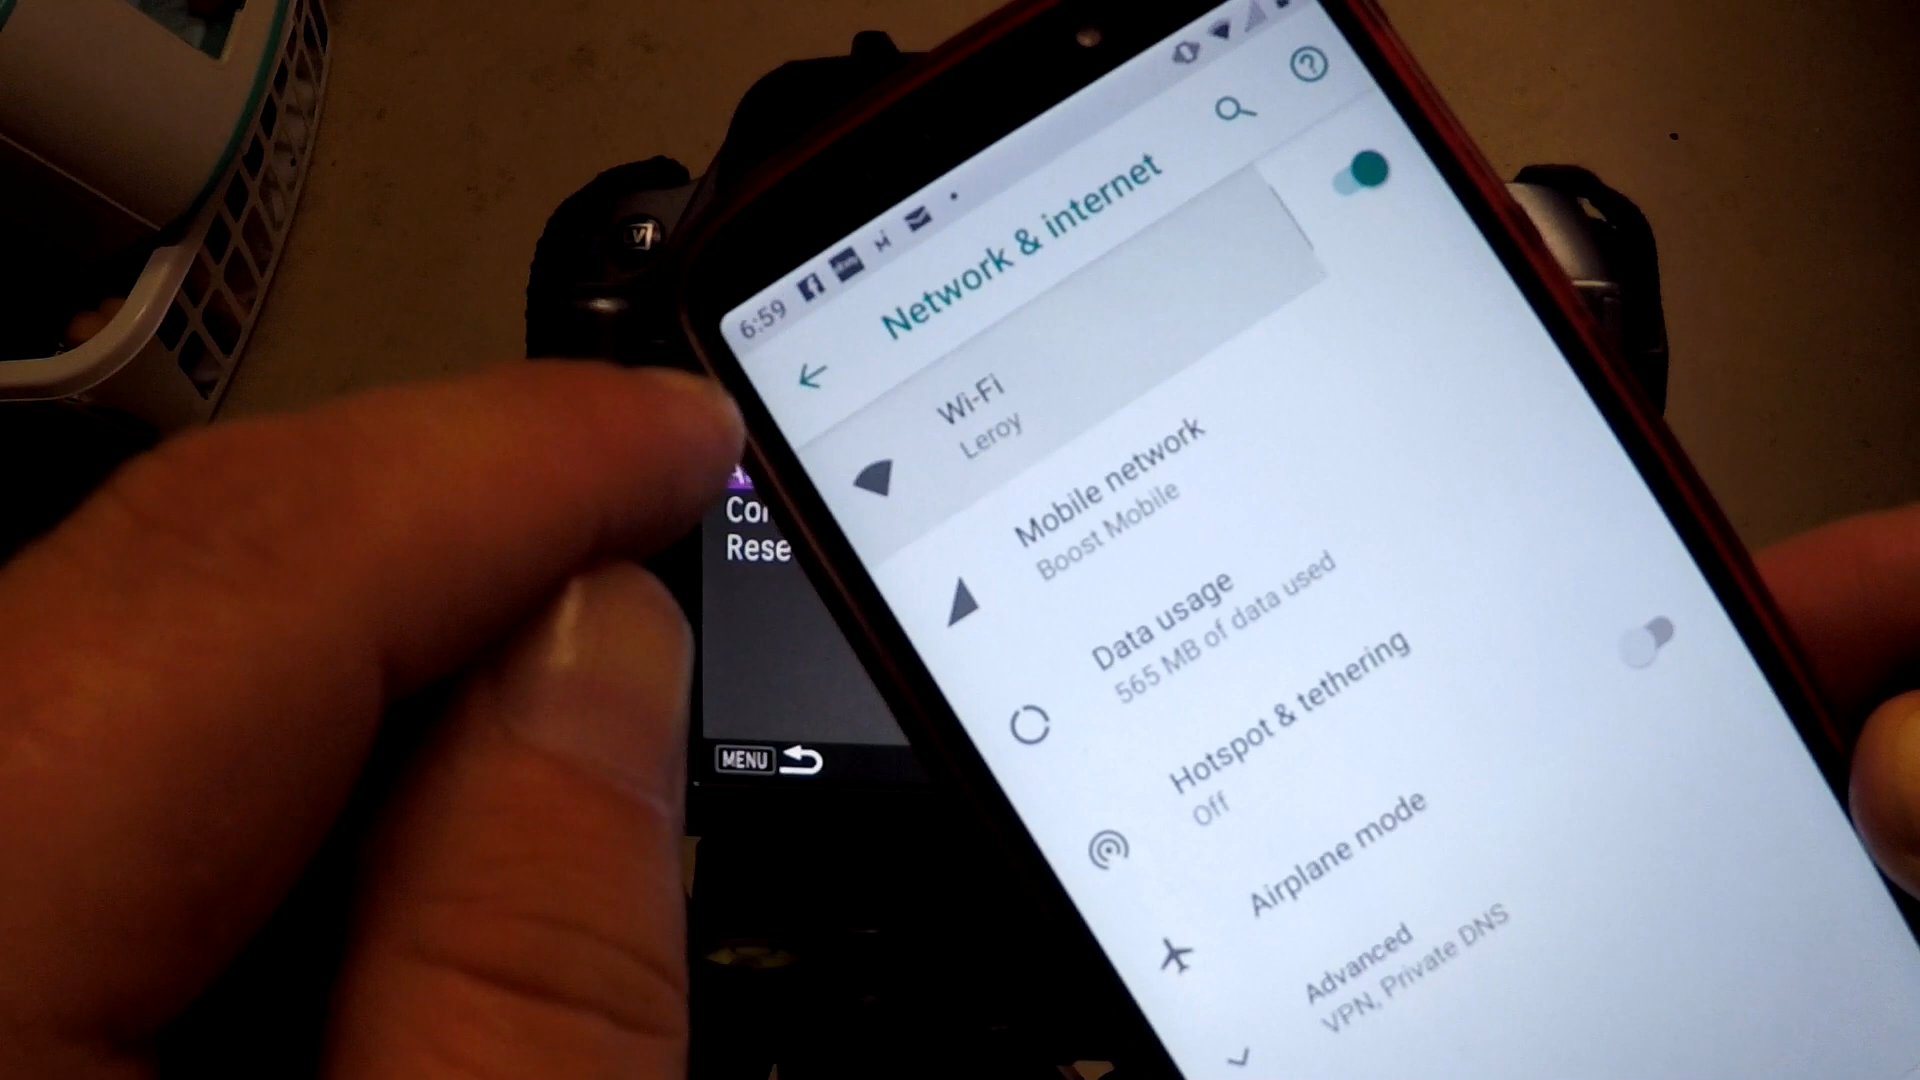 6:59
Network & internet
Wi-Fi
Leroy
Mobile network
Boost Mobile
Data usage
565 MB of data used
Hotspot & tethering
Off
Airplane mode
Advanced
VPN, Private DNS
MENU